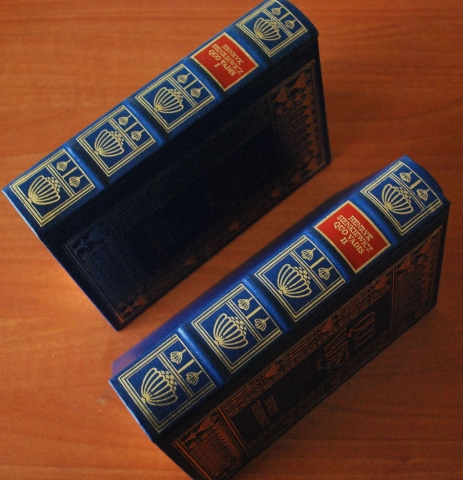 HENRYK
SIENKIEWICZ
QUO VADIS
I
HENRYK
SIENKIEWICZ
QUO VADIS
II